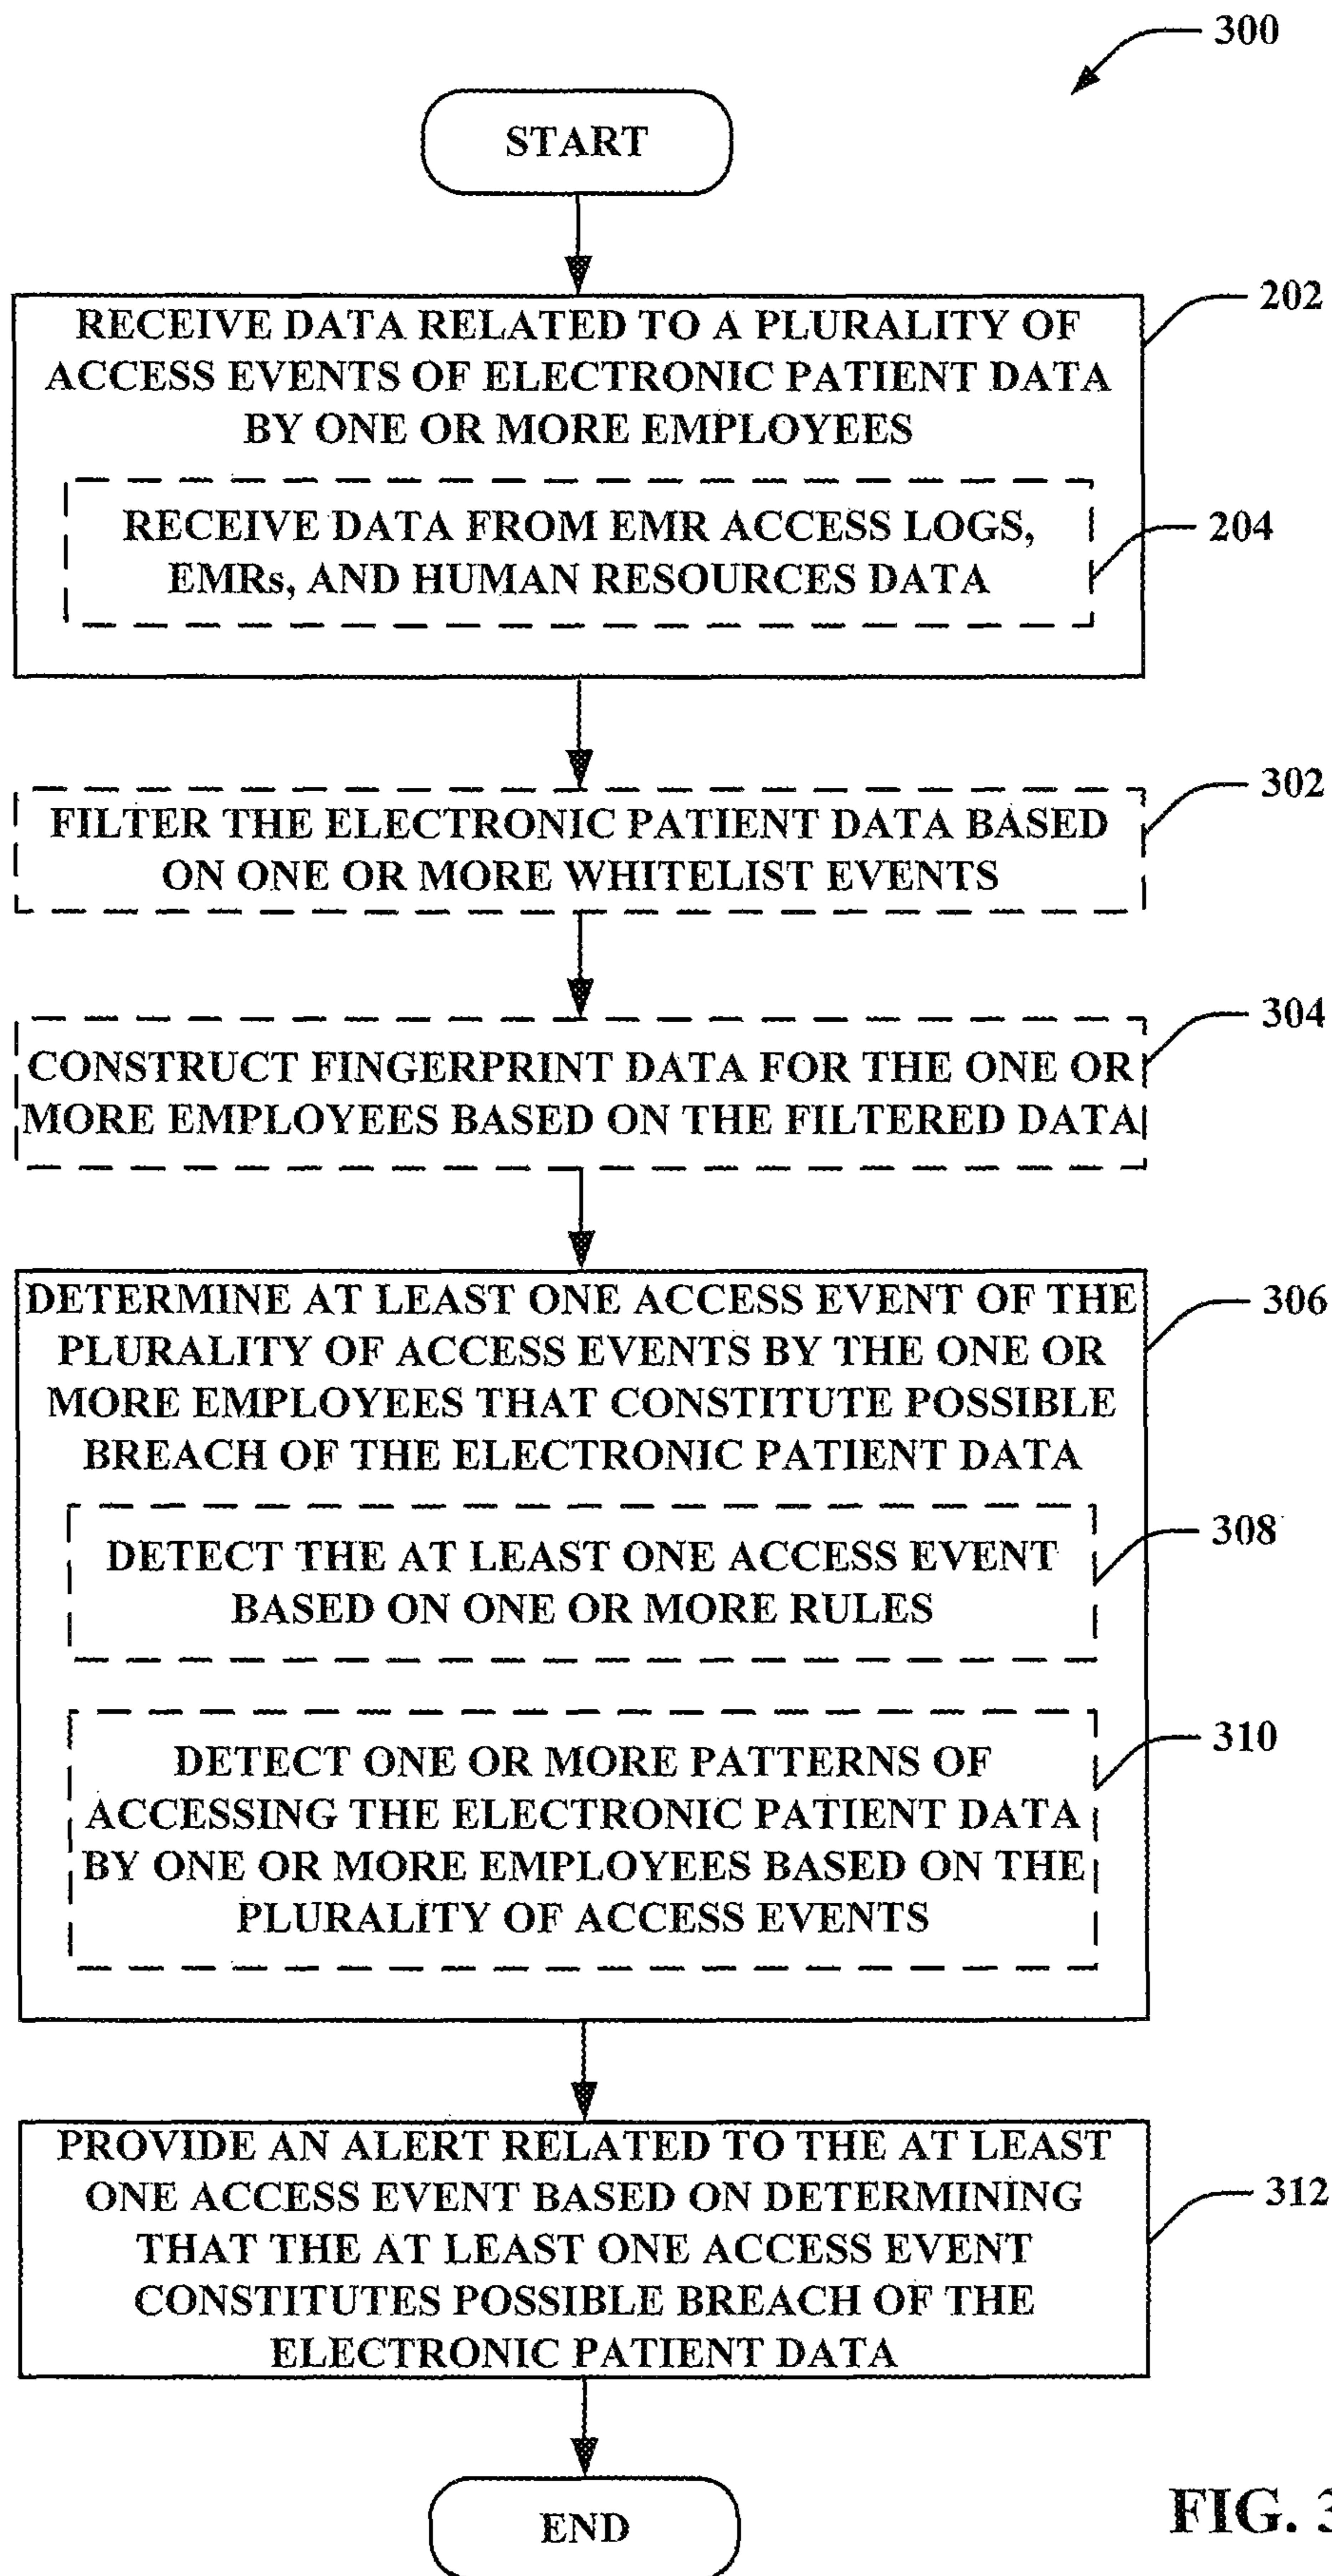 300
START
202
RECEIVE DATA RELATED TO A PLURALITY OF
ACCESS EVENTS OF ELECTRONIC PATIENT DATA
BY ONE OR MORE EMPLOYEES
RECEIVE DATA FROM EMR ACCESS LOGS,
EMRs, AND HUMAN RESOURCES DATA
204
302
FILTER THE ELECTRONIC PATIENT DATA BASED
ON ONE OR MORE WHITELIST EVENTS
304
CONSTRUCT FINGERPRINT DATA FOR THE ONE OR
MORE EMPLOYEES BASED ON THE FILTERED DATA
DETERMINE AT LEAST ONE ACCESS EVENT OF THE
306
PLURALITY OF ACCESS EVENTS BY THE ONE OR
MORE EMPLOYEES THAT CONSTITUTE POSSIBLE
BREACH OF THE ELECTRONIC PATIENT DATA
308
DETECT THE AT LEAST ONE ACCESS EVENT
BASED ON ONE OR MORE RULES
310
DETECT ONE OR MORE PATTERNS OF
ACCESSING THE ELECTRONIC PATIENT DATA
BY ONE OR MORE EMPLOYEES BASED ON THE
PLURALITY OF ACCESS EVENTS
PROVIDE AN ALERT RELATED TO THE AT LEAST
ONE ACCESS EVENT BASED ON DETERMINING
312
THAT THE AT LEAST ONE ACCESS EVENT
CONSTITUTES POSSIBLE BREACH OF THE
ELECTRONIC PATIENT DATA
END
FIG. 3